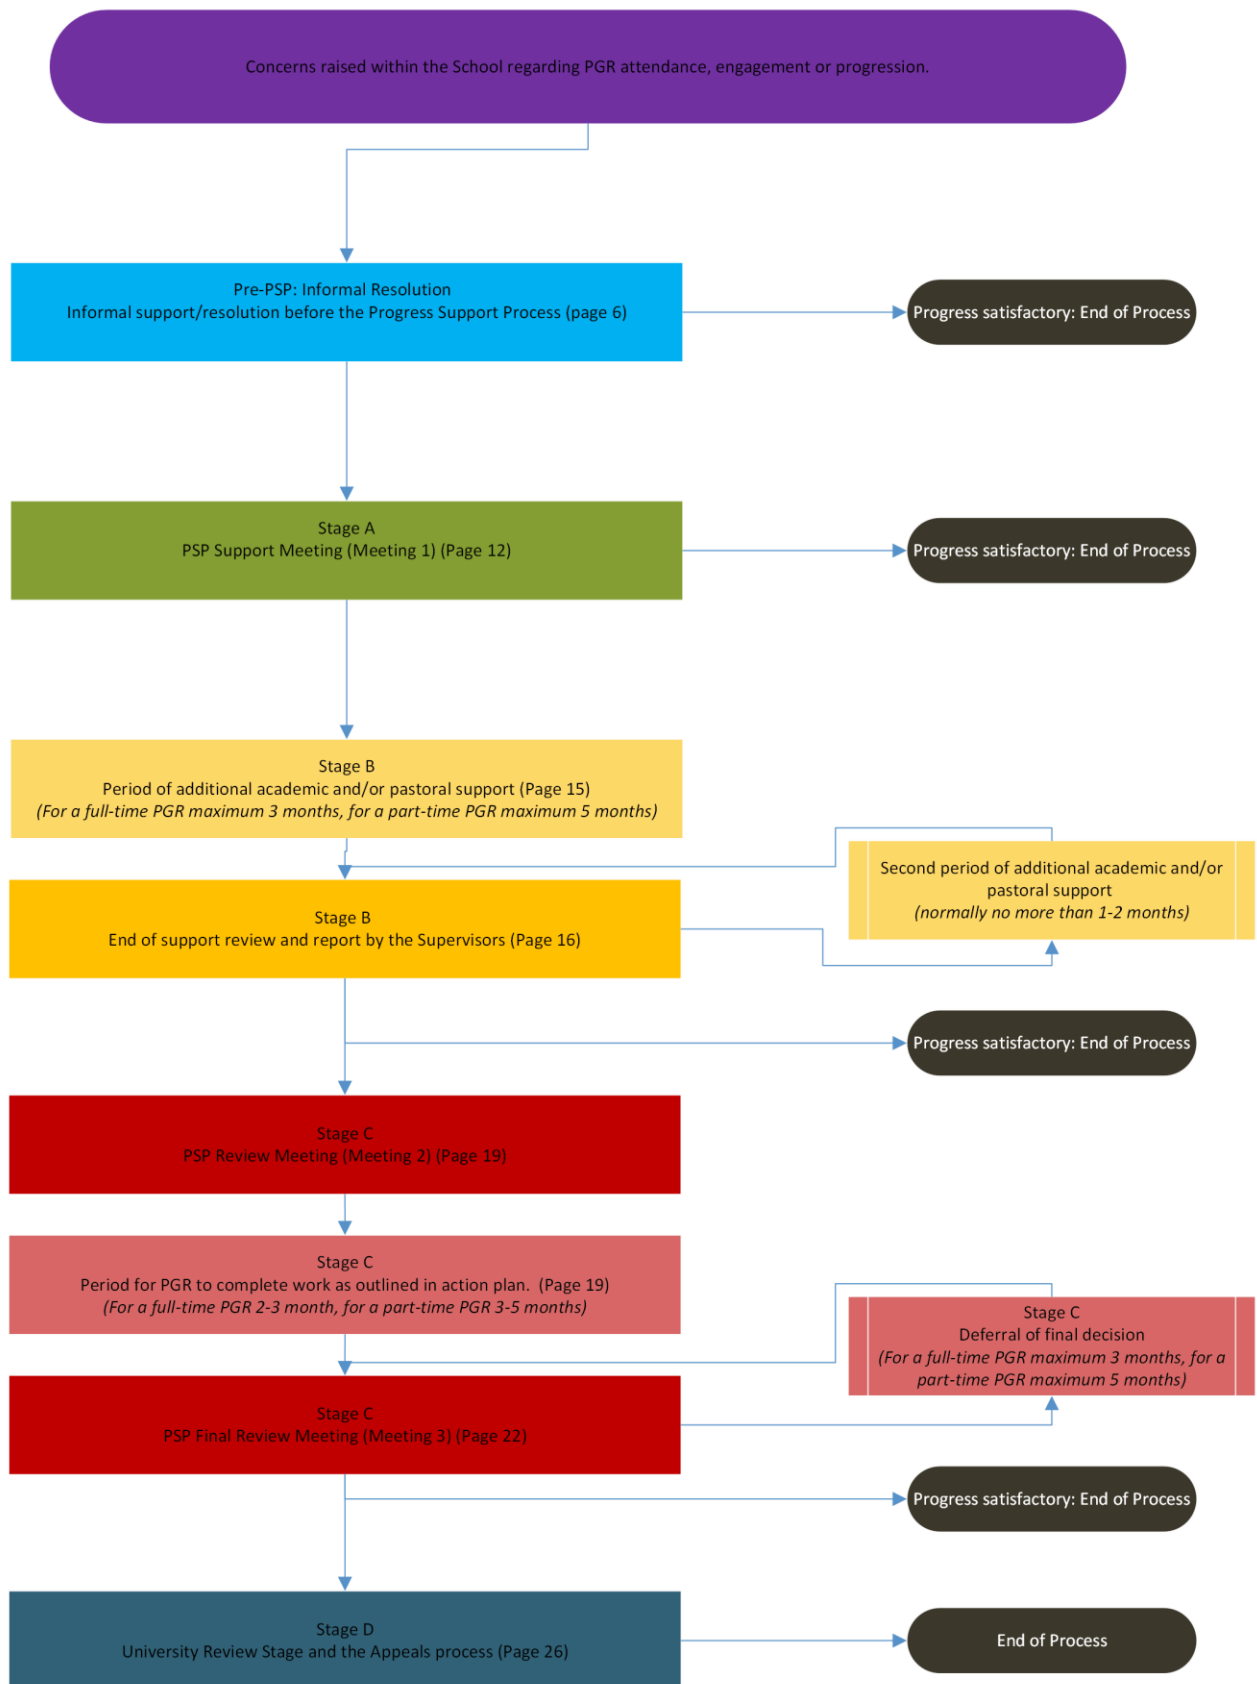 Concerns raised within the School regarding PGR attendance, engagement or progression.
Pre-PSP: Informal Resolution
Informal support/resolution before the Progress Support Process (page 6)
Progress satisfactory: End of Process
Stage A
PSP Support Meeting (Meeting 1) (Page 12)
Progress satisfactory: End of Process
Stage B
Period of additional academic and/or pastoral support (Page 15)
(For a full-time PGR maximum 3 months, for a part-time PGR maximum 5 months)
Second period of additional academic and/or
pastoral support
(normally no more than 1-2 months)
Stage B
End of support review and report by the Supervisors (Page 16)
Progress satisfactory: End of Process
Stage C
PSP Review Meeting (Meeting 2) (Page 19)
Stage C
Period for PGR to complete work as outlined in action plan.  (Page 19)
(For a full-time PGR 2-3 month, for a part-time PGR 3-5 months)
Stage C
Deferral of final decision
(For a full-time PGR maximum 3 months, for a
part-time PGR maximum 5 months)
Stage C
PSP Final Review Meeting (Meeting 3) (Page 22)
Progress satisfactory: End of Process
Stage D
University Review Stage and the Appeals process (Page 26)
End of Process